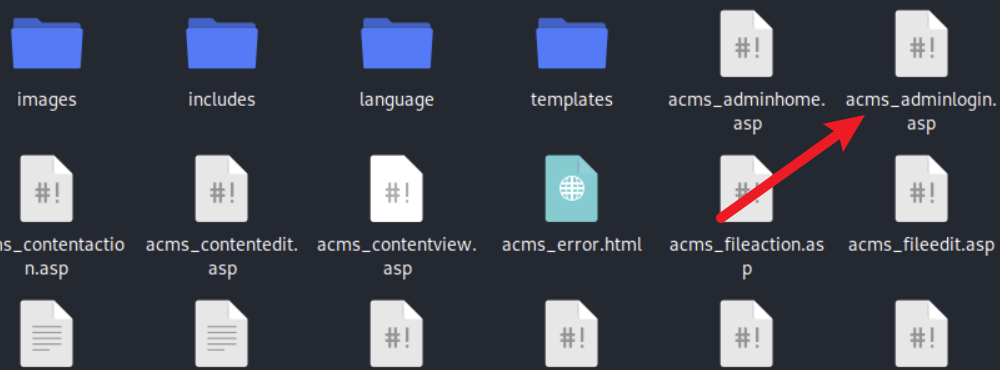 images
includes
language
templates
acms_adminhome.
asp
acms_adminlogin.
asp
ms_contentactio
n.asp
acms_contentedit.
asp
acms_contentview.
asp
acms_error.html
acms_fileaction.as
p
acms_fileedit.asp